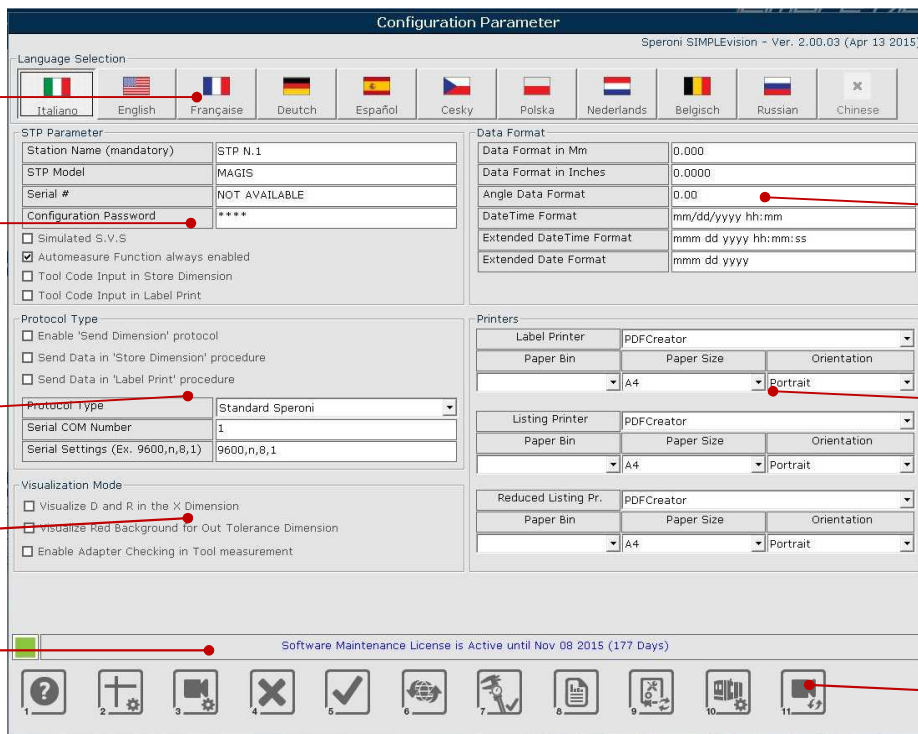 Configuration Parameter
Speroni SIMPLEvision - Ver. 2.00.03 (Apr 13 2015)
Language Selection
Italiano English Française Deutch Español Cesky Polska Nederlands Belgisch Russian Chinese
STP Parameter
Station Name (mandatory) STP N.1
STP Model MAGIS
Serial # NOT AVAILABLE
Configuration Password ****
Simulated S.V.S
Automeasure Function always enabled
Tool Code Input in Store Dimension
Tool Code Input in Label Print
Data Format
Data Format in Mm 0.000
Data Format in Inches 0.0000
Angle Data Format 0.00
DateTime Format mm/dd/yyyy hh:mm
Extended DateTime Format mmm dd yyyy hh:mm:ss
Extended Date Format mmm dd yyyy
Protocol Type
Enable 'Send Dimension' protocol
Send Data in 'Store Dimension' procedure
Send Data in 'Label Print' procedure
Protocol Type Standard Speroni
Serial COM Number 1
Serial Settings (Ex. 9600,n,8,1) 9600,n,8,1
Printers
Label Printer PDFCreator
Paper Bin Paper Size Orientation
A4 Portrait
Listing Printer PDFCreator
Paper Bin Paper Size Orientation
A4 Portrait
Reduced Listing Pr. PDFCreator
Paper Bin Paper Size Orientation
A4 Portrait
Visualization Mode
Visualize D and R in the X Dimension
Visualize Red Background for Out Tolerance Dimension
Enable Adapter Checking in Tool measurement
Software Maintenance License is Active until Nov 08 2015 (177 Days)
1 2 3 4 5 6 7 8 9 10 11